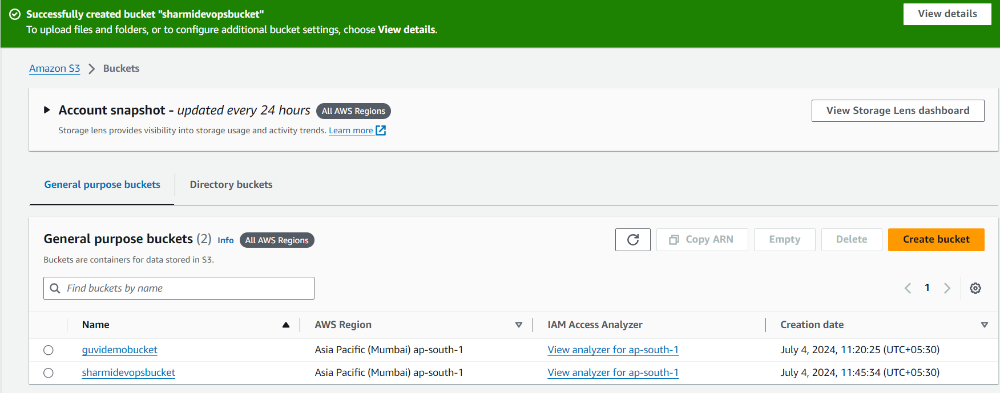 Successfully created bucket "sharmidevopsbucket"
To upload files and folders, or to configure additional bucket settings, choose View details.
View details
Amazon S3 Buckets
Account snapshot - updated every 24 hours All AWS Regions
View Storage Lens dashboard
Storage lens provides visibility into storage usage and activity trends. Learn more
General purpose buckets Directory buckets
General purpose buckets (2) Info All AWS Regions
Copy ARN Empty Delete Create bucket
Buckets are containers for data stored in S3.
Find buckets by name
1
Name AWS Region IAM Access Analyzer Creation date
guvidemobucket Asia Pacific (Mumbai) ap-south-1 View analyzer for ap-south-1 July 4, 2024, 11:20:25 (UTC+05:30)
sharmidevopsbucket Asia Pacific (Mumbai) ap-south-1 View analyzer for ap-south-1 July 4, 2024, 11:45:34 (UTC+05:30)